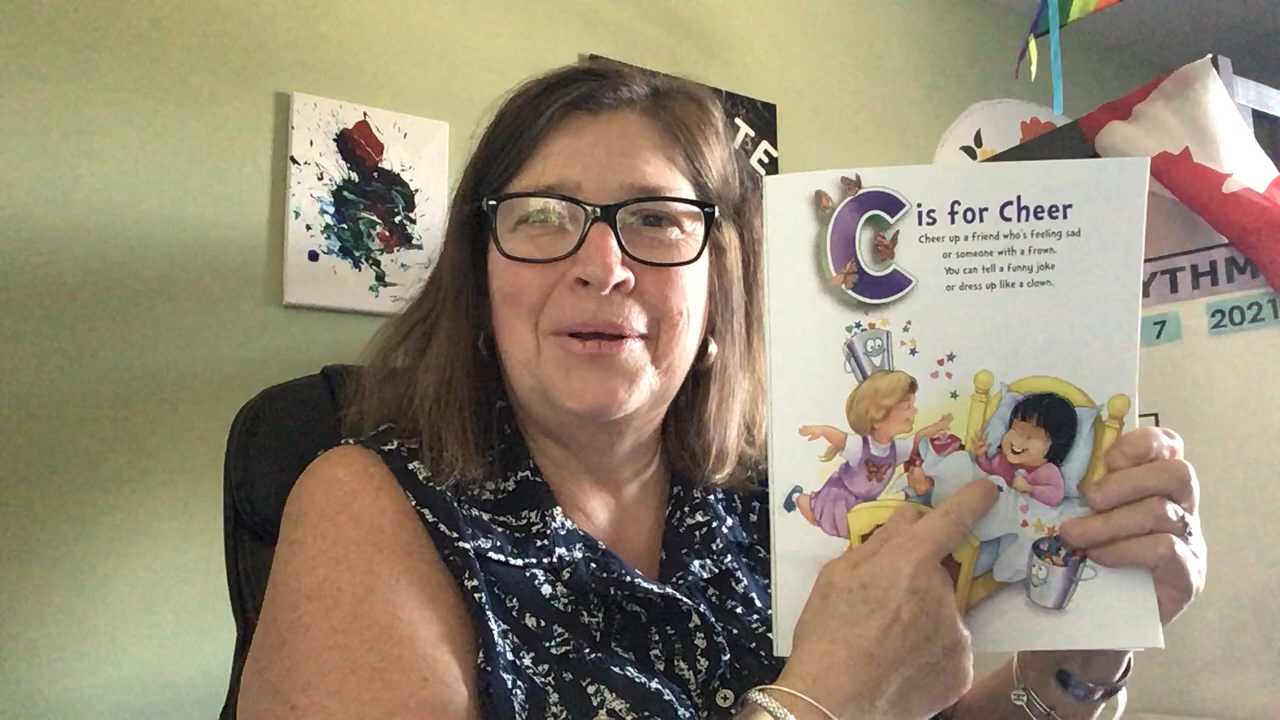 TE
C is for Cheer
Cheer up a friend who's feeling sad
or someone with a frown.
You can tell a funny joke
or dress up like a clown.
YTHM
7 2021